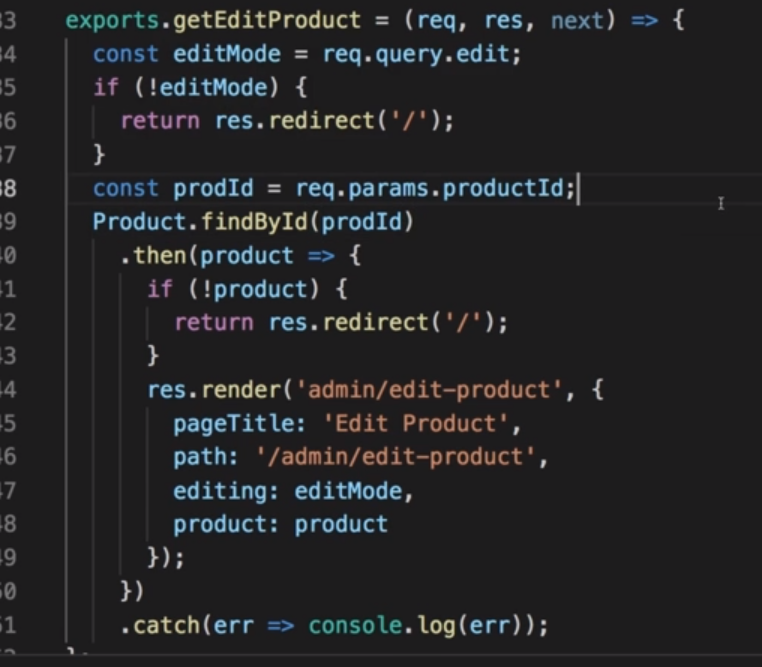 33 exports.getEditProduct = (req, res, next) => {
34 const editMode = req.query.edit;
35 if (!editMode) {
36 return res.redirect('/');
37 }
38 const prodId = req.params.productId;
39 Product.findById(prodId)
40 .then(product => {
41 if (!product) {
42 return res.redirect('/');
43 }
44 res.render('admin/edit-product', {
45 pageTitle: 'Edit Product',
46 path: '/admin/edit-product',
47 editing: editMode,
48 product: product
49 });
50 })
51 .catch(err => console.log(err));